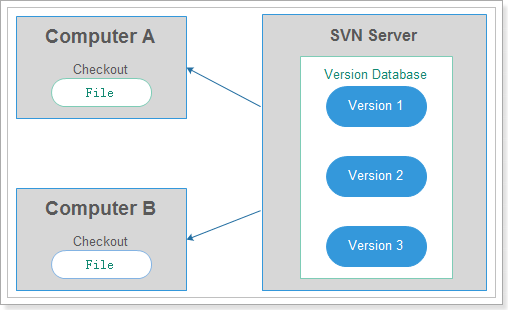 Computer A
Checkout
File
Computer B
Checkout
File
SVN Server
Version Database
Version 1
Version 2
Version 3